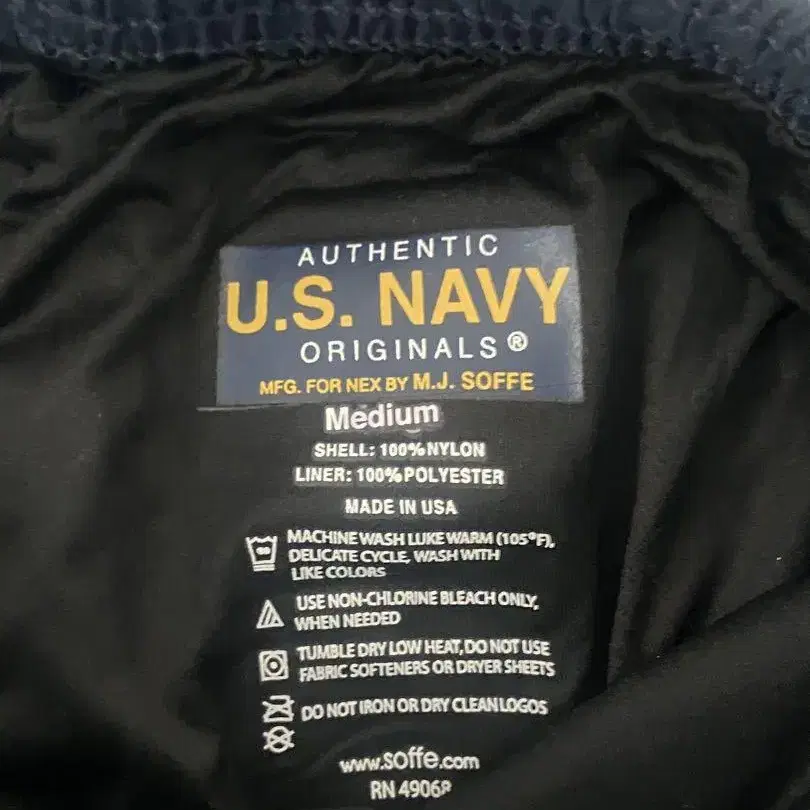 AUTHENTIC
U.S. NAVY
ORIGINALS®
MFG. FOR NEX BY M.J. SOFFE
Medium
SHELL: 100% NYLON
LINER: 100% POLYESTER
MADE IN USA
MACHINE WASH LUKE WARM (105°F),
DELICATE CYCLE, WASH WITH
LIKE COLORS
USE NON-CHLORINE BLEACH ONLY,
WHEN NEEDED
TUMBLE DRY LOW HEAT, DO NOT USE
FABRIC SOFTENERS OR DRYER SHEETS
DO NOT IRON OR DRY CLEAN LOGOS
www.soffe.com
RN